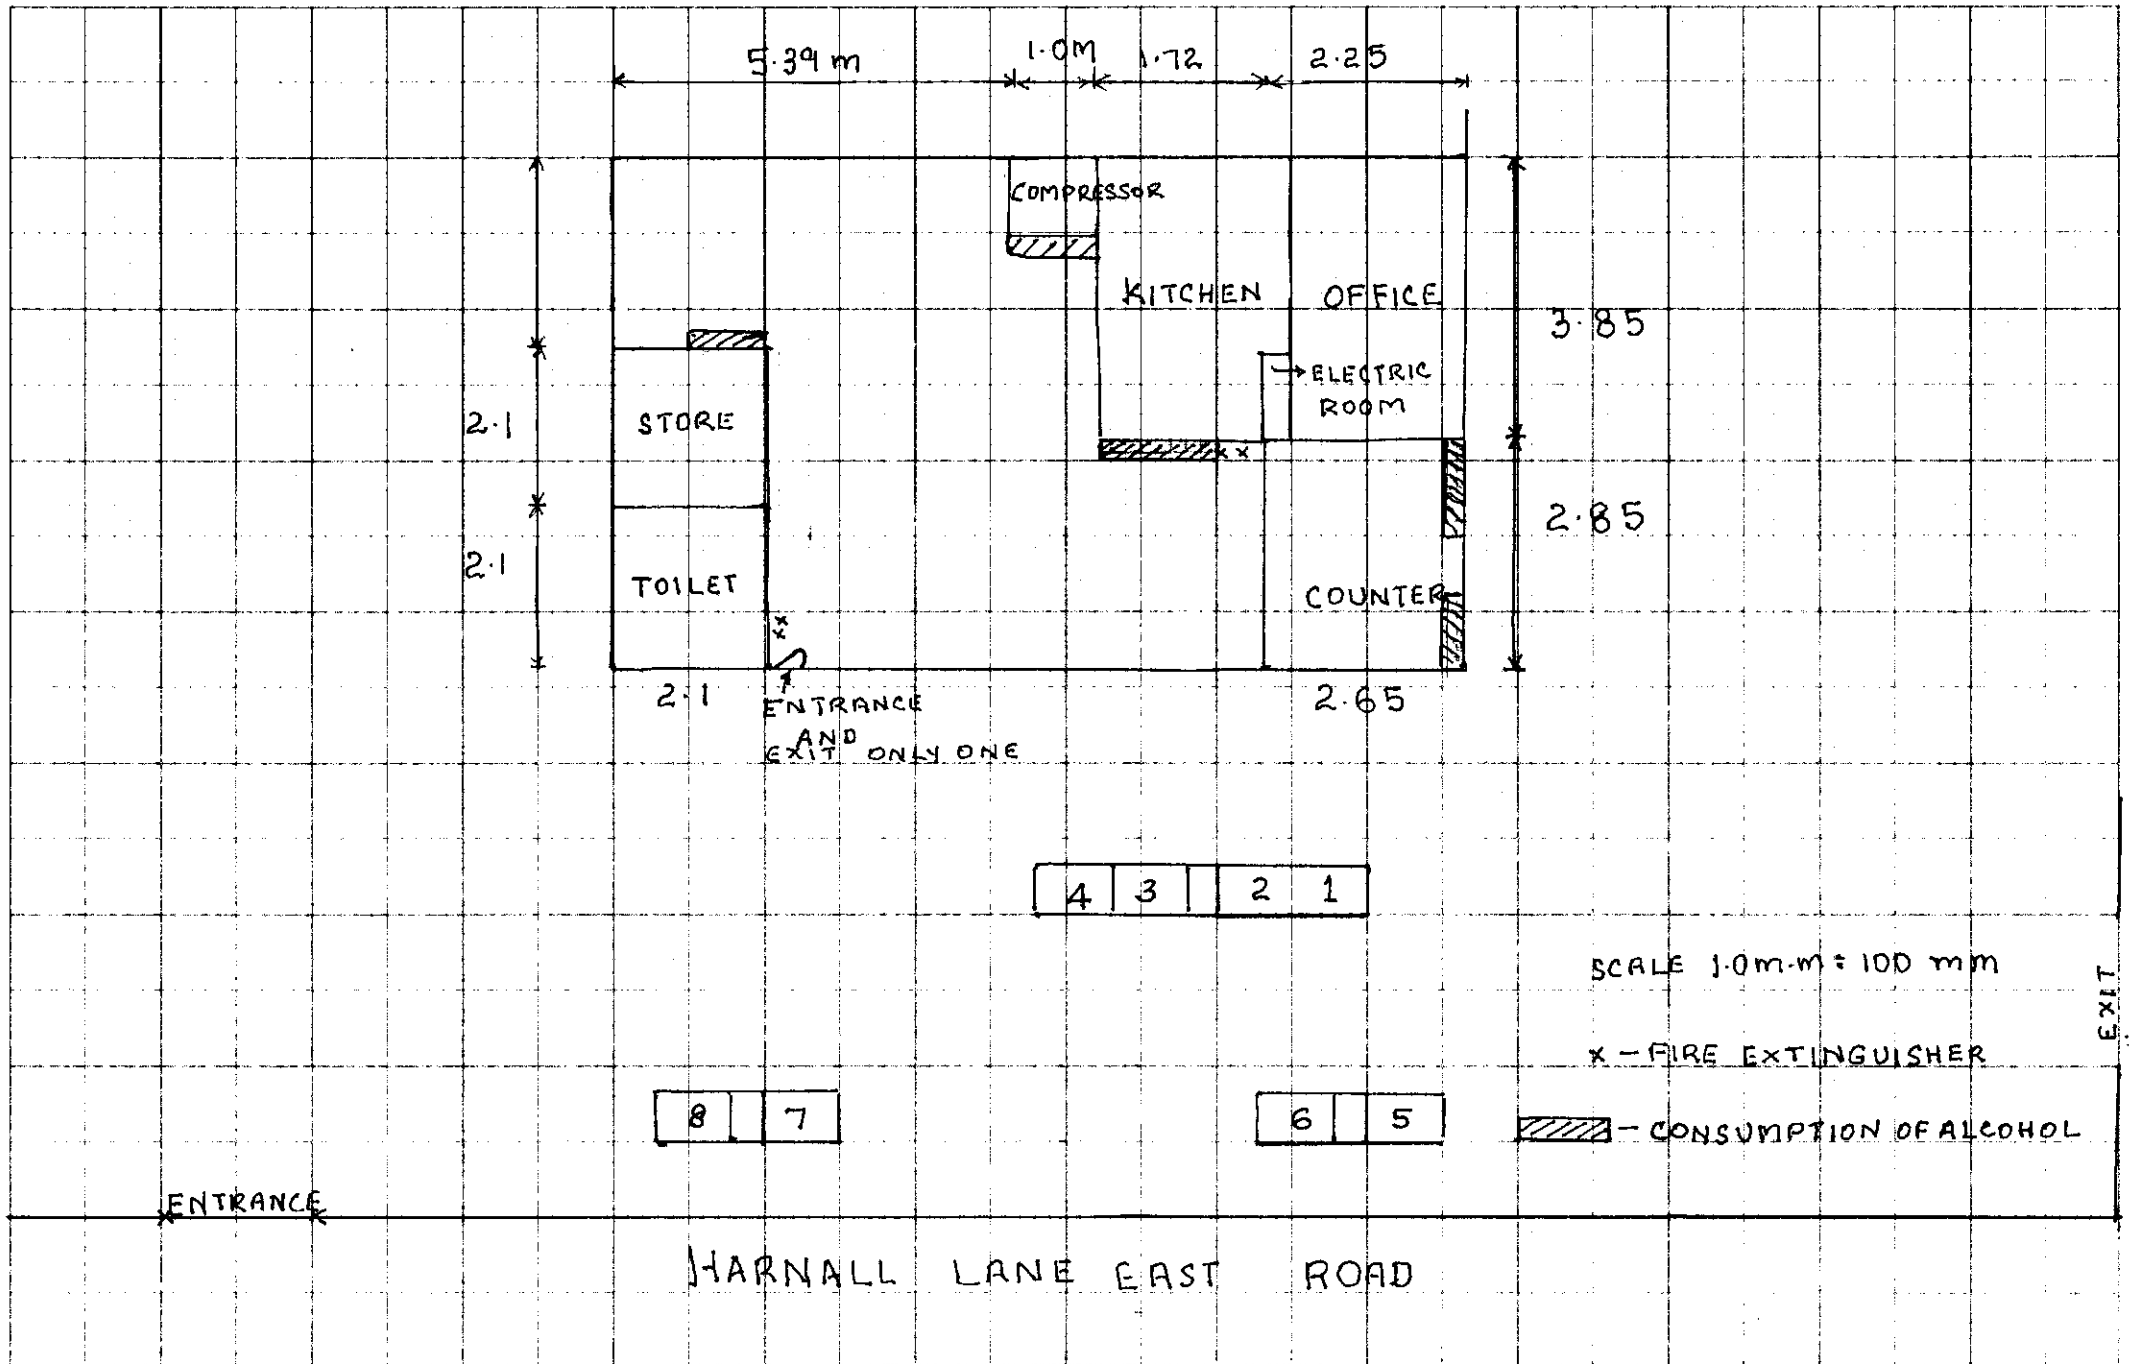 5.39 m 1.0M 1.72 2.25
COMPRESSOR
KITCHEN OFFICE
3.85
ELECTRIC
ROOM
2.1 STORE
x x
2.85
2.1 TOILET
COUNTER
xx
2.1 2.65
ENTRANCE
AND
EXIT ONLY ONE
4 3 2 1
SCALE 1.0m.m = 100 mm
EXIT
x - FIRE EXTINGUISHER
8 7 6 5
- CONSUMPTION OF ALCOHOL
ENTRANCE
HARNALL LANE EAST ROAD